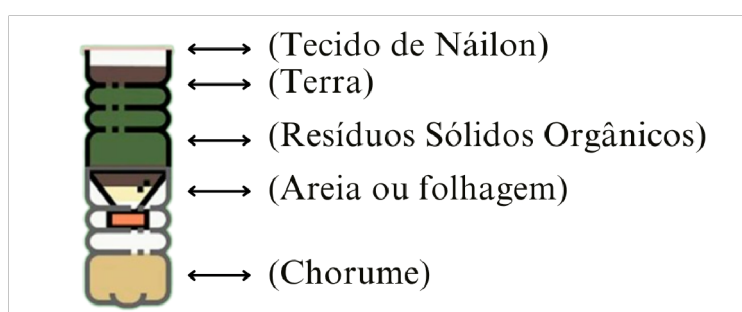 (Tecido de Náilon)
(Terra)
(Resíduos Sólidos Orgânicos)
(Areia ou folhagem)
(Chorume)